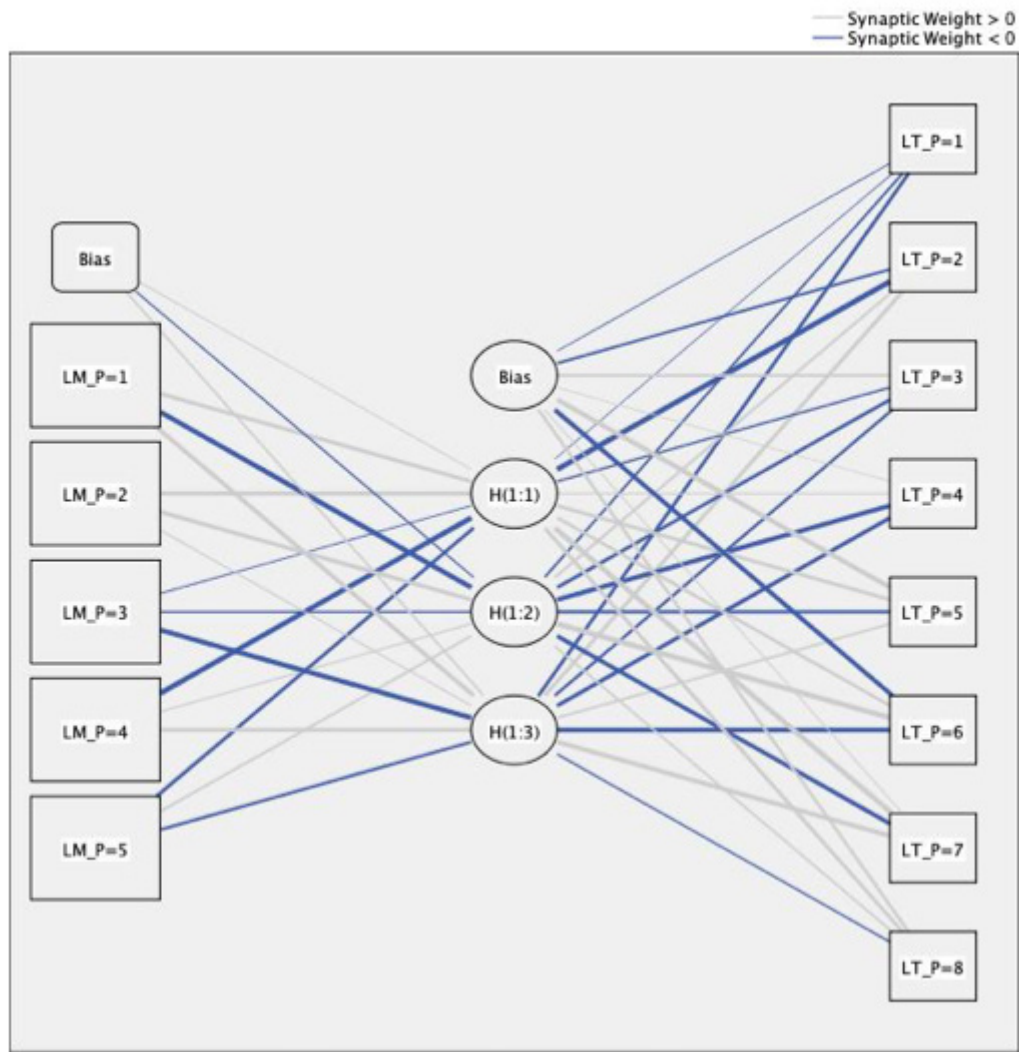 Synaptic Weight > 0
Synaptic Weight < 0
Bias
LM_P=1
LM_P=2
LM_P=3
LM_P=4
LM_P=5
Bias
H(1:1)
H(1:2)
H(1:3)
LT_P=1
LT_P=2
LT_P=3
LT_P=4
LT_P=5
LT_P=6
LT_P=7
LT_P=8